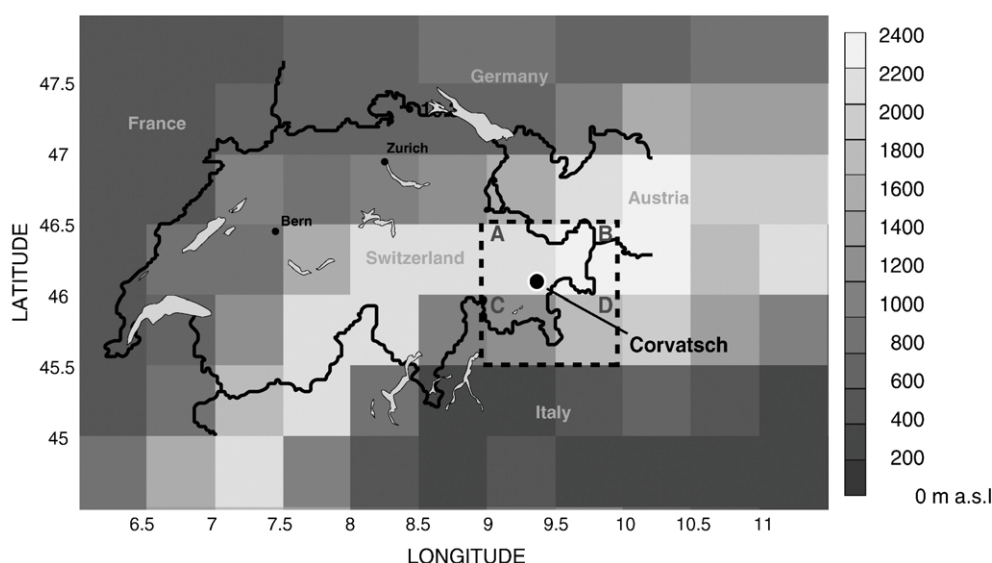 2400
47.5
Germany
2200
2000
France
47
Zurich
1800
Austria
1600
46.5
Bern
A
B
1400
LATITUDE
Switzerland
1200
46
C
D
1000
Corvatsch
800
45.5
600
Italy
400
45
200
0 m a.s.l
6.5 7 7.5 8 8.5 9 9.5 10 10.5 11
LONGITUDE